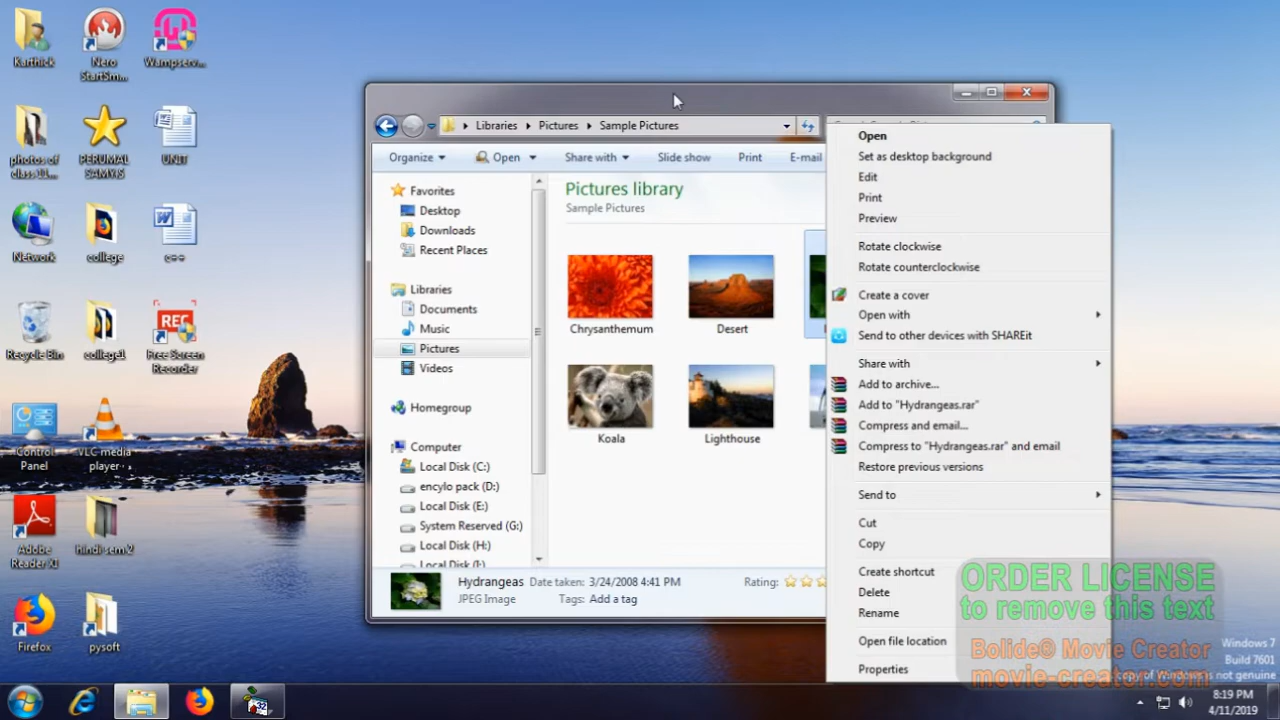 Karthick
Nero StartSm...
Wampserv...
photos of class 11...
PERUMAL SAMYIS
UNIT
Network
college
c++
Recycle Bin
college1
REC
Free Screen Recorder
Control Panel
VLC media player
Adobe Reader XI
hindi sem2
Firefox
pysoft
Libraries
Pictures
Sample Pictures
Organize
Open
Share with
Slide show
Print
E-mail
Favorites
Desktop
Downloads
Recent Places
Libraries
Documents
Music
Pictures
Videos
Homegroup
Computer
Local Disk (C:)
encylo pack (D:)
Local Disk (E:)
System Reserved (G:)
Local Disk (H:)
Pictures library
Sample Pictures
Chrysanthemum
Desert
Koala
Lighthouse
Hydrangeas
Date taken: 3/24/2008 4:41 PM
Rating:
JPEG Image
Tags: Add a tag
Open
Set as desktop background
Edit
Print
Preview
Rotate clockwise
Rotate counterclockwise
Create a cover
Open with
Send to other devices with SHAREit
Share with
Add to archive...
Add to "Hydrangeas.rar"
Compress and email...
Compress to "Hydrangeas.rar" and email
Restore previous versions
Send to
Cut
Copy
Create shortcut
Delete
Rename
Open file location
Properties
ORDER LICENSE
to remove this text
Bolide® Movie Creator
movie-creator.com
Windows 7
Build 7601
copy of Windows is not genuine
8:19 PM
4/11/2019